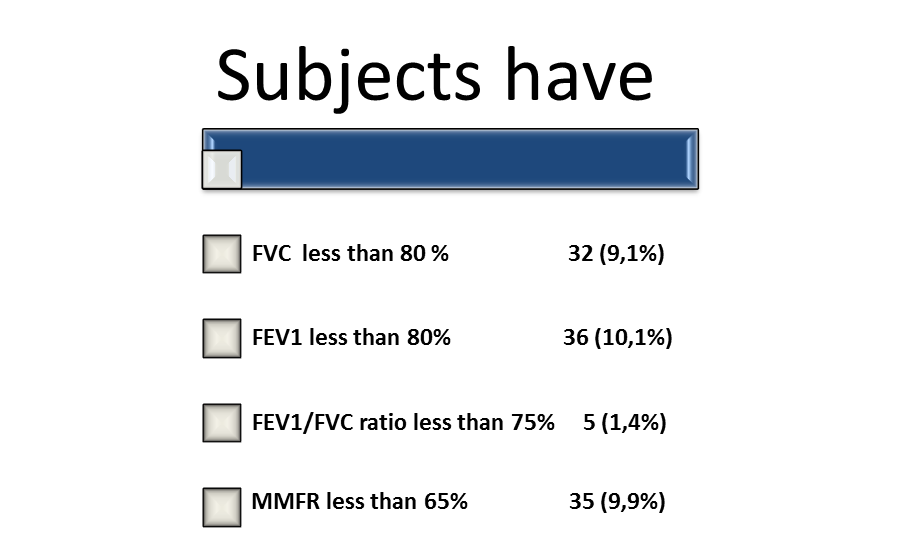 Subjects have
FVC  less than 80 % 32 (9,1%)
FEV1 less than 80% 36 (10,1%)
FEV1/FVC ratio less than 75% 5 (1,4%)
MMFR less than 65% 35 (9,9%)